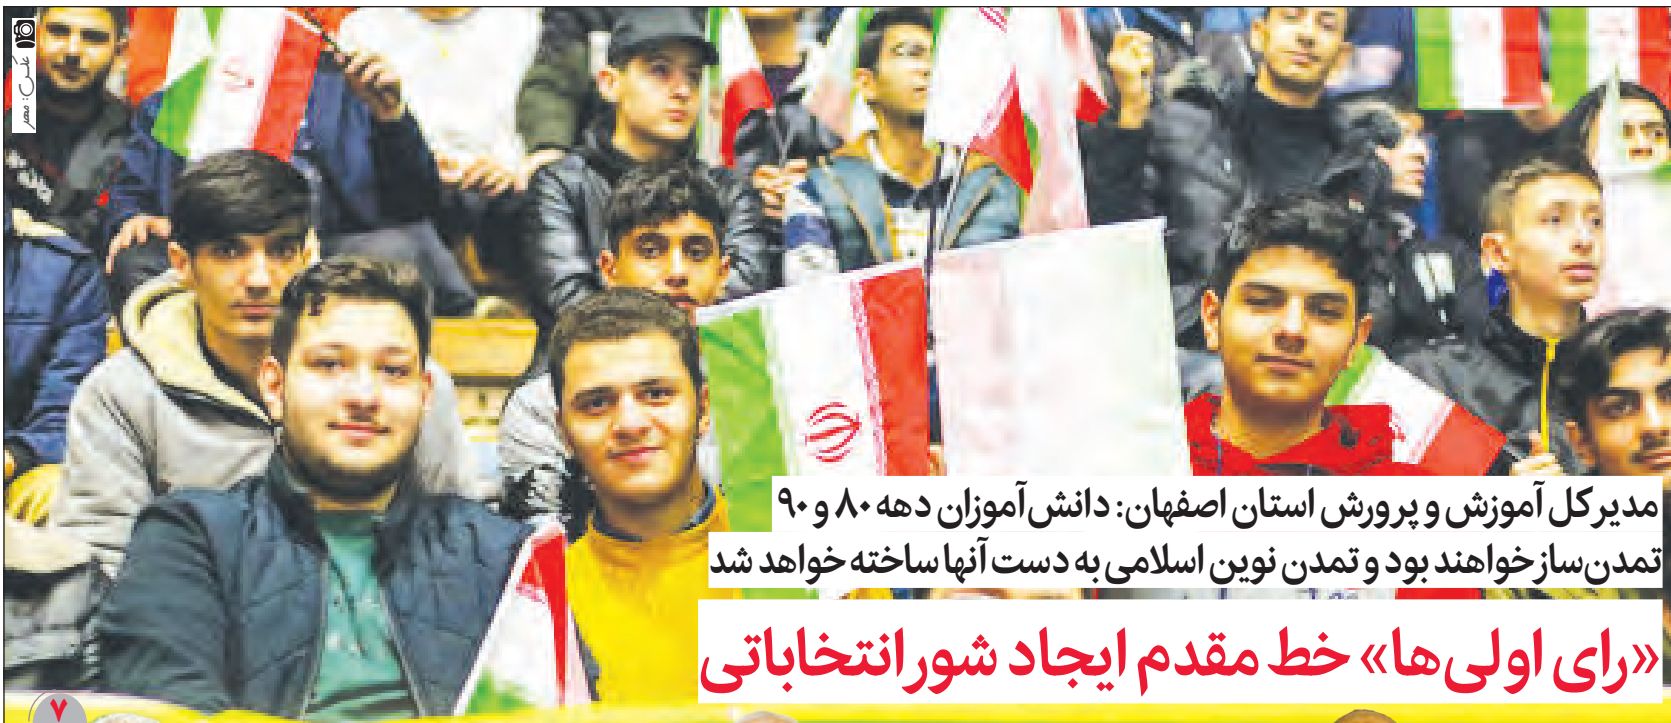 عکس: مهر
مدیرکل آموزش و پرورش استان اصفهان: دانش‌آموزان دهه ۸۰ و ۹۰
تمدن‌ساز خواهند بود و تمدن نوین اسلامی به دست آنها ساخته خواهد شد
«رای اولی‌ها» خط مقدم ایجاد شور انتخاباتی
۷